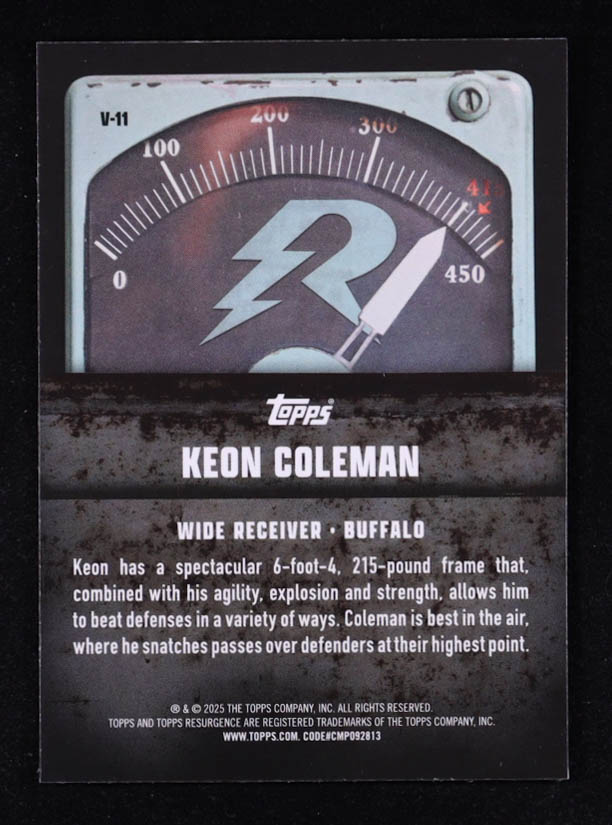 V-11
0
100
200
300
415
450
R
TOPPS
KEON COLEMAN
WIDE RECEIVER • BUFFALO
Keon has a spectacular 6-foot-4, 215-pound frame that,
combined with his agility, explosion and strength, allows him
to beat defenses in a variety of ways. Coleman is best in the air,
where he snatches passes over defenders at their highest point.
® & © 2025 THE TOPPS COMPANY, INC. ALL RIGHTS RESERVED.
TOPPS AND TOPPS RESURGENCE ARE REGISTERED TRADEMARKS OF THE TOPPS COMPANY, INC.
WWW.TOPPS.COM. CODE#CMP092813